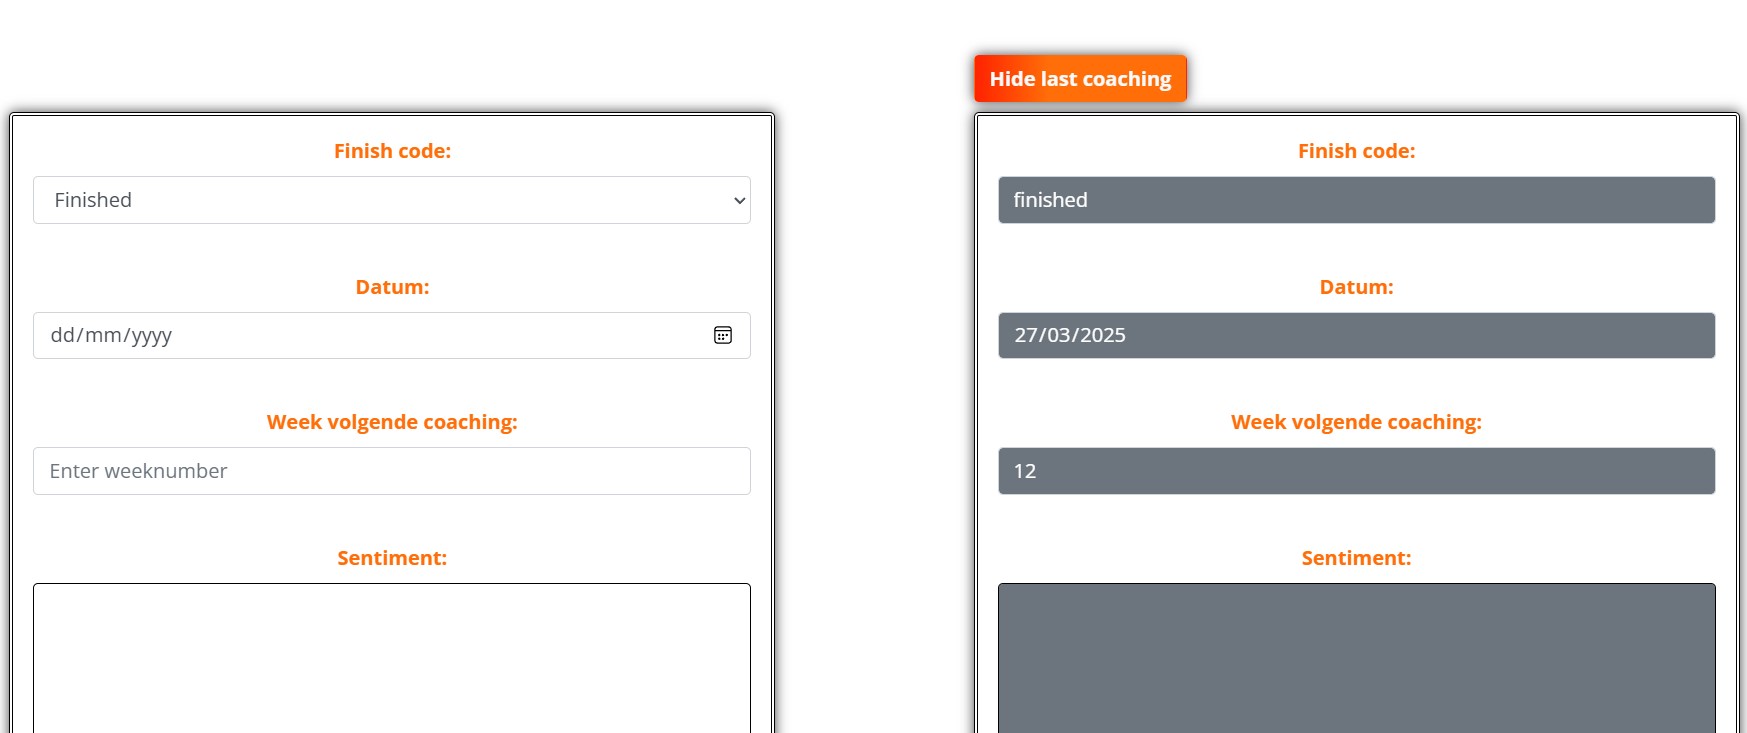 Hide last coaching
Finish code:
Finished
Datum:
dd/mm/yyyy
Week volgende coaching:
Enter weeknumber
Sentiment:
Finish code:
finished
Datum:
27/03/2025
Week volgende coaching:
12
Sentiment: